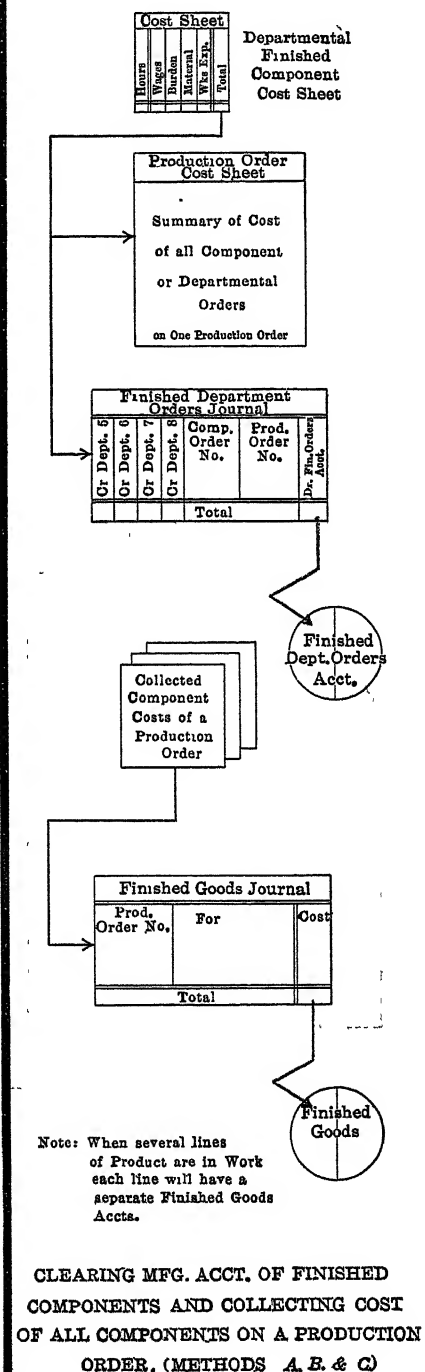 Cost Sheet
Hours
Wages
Burden
Material
Wks Exp.
Total
Departmental
Finished
Component
Cost Sheet
Production Order
Cost Sheet
Summary of Cost
of all Component
or Departmental
Orders
on One Production Order
Finished Department
Orders Journal
Cr Dept. 5
Cr Dept. 6
Cr Dept. 7
Cr Dept. 8
Comp.
Order
No.
Prod.
Order
No.
Dr. Fin. Orders
Acct.
Total
Finished
Dept. Orders
Acct.
Collected
Component
Costs of a
Production
Order
Finished Goods Journal
Prod.
Order No.
For
Cost
Total
Finished
Goods
Note: When several lines
of Product are in Work
each line will have a
separate Finished Goods
Accts.
CLEARING MFG. ACCT. OF FINISHED
COMPONENTS AND COLLECTING COST
OF ALL COMPONENTS ON A PRODUCTION
ORDER. (METHODS A, B. & C)